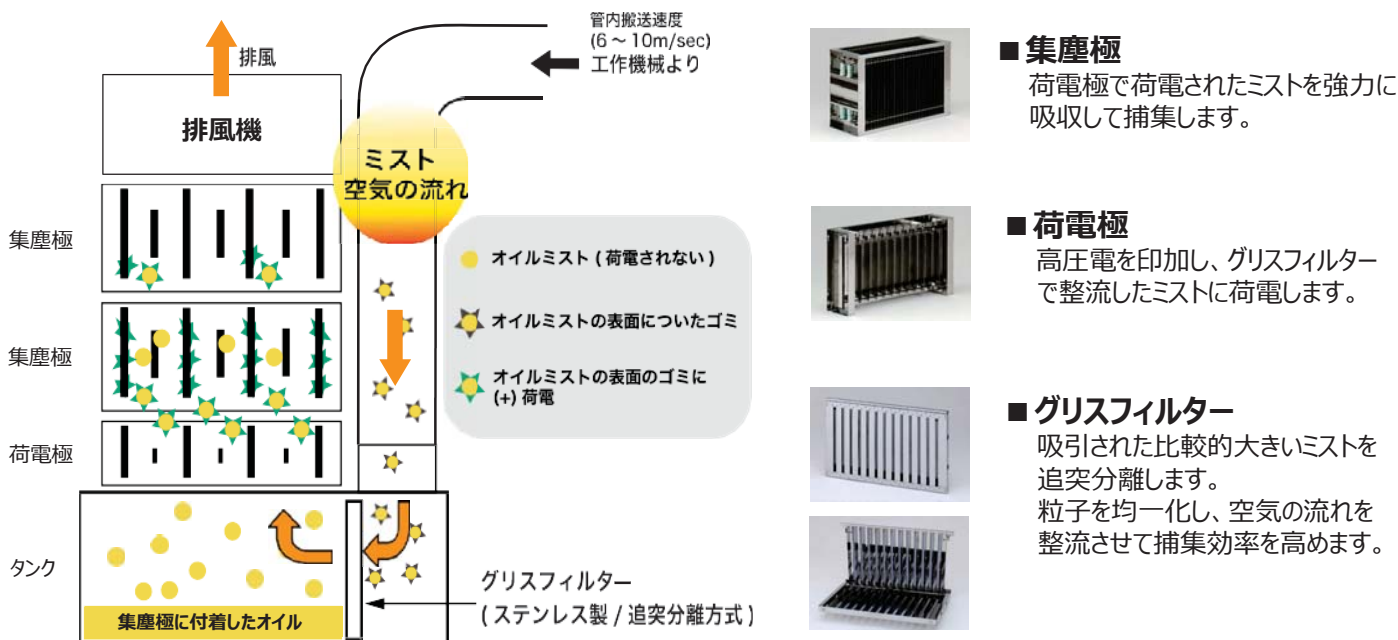 排風
管内搬送速度
(6～10m/sec)
工作機械より
排風機
ミスト
空気の流れ
集塵極
集塵極
荷電極
タンク
オイルミスト ( 荷電されない )
オイルミストの表面についたゴミ
オイルミストの表面のゴミに
(+) 荷電
集塵極に付着したオイル
グリスフィルター
( ステンレス製 / 追突分離方式 )
■集塵極
荷電極で荷電されたミストを強力に
吸収して捕集します。
■荷電極
高圧電を印加し、グリスフィルター
で整流したミストに荷電します。
■グリスフィルター
吸引された比較的大きいミストを
追突分離します。
粒子を均一化し、空気の流れを
整流させて捕集効率を高めます。